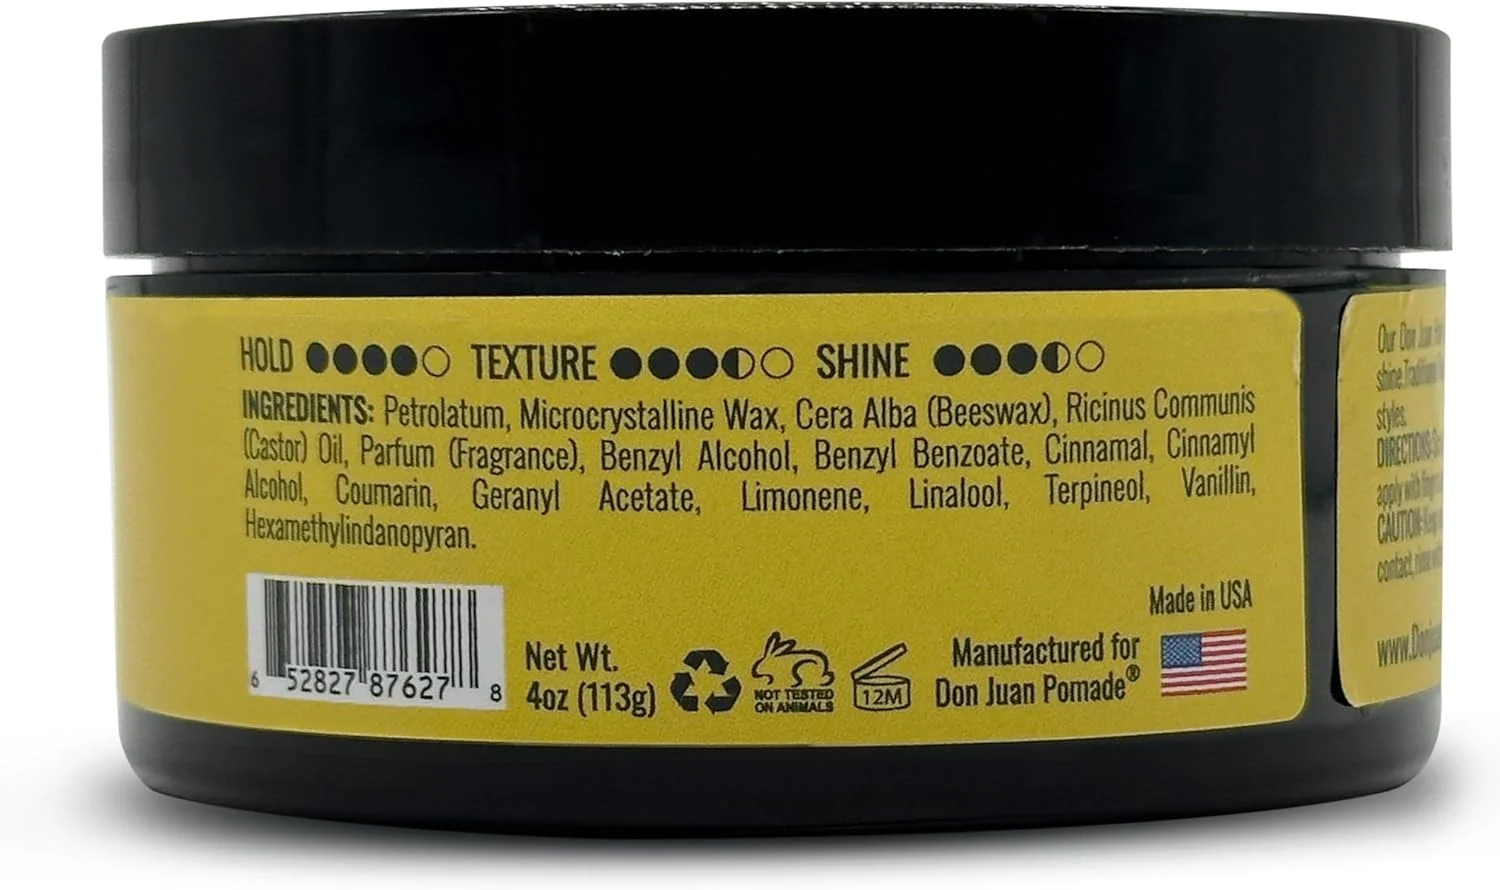 HOLD TEXTURE SHINE
INGREDIENTS: Petrolatum, Microcrystalline Wax, Cera Alba (Beeswax), Ricinus Communis
(Castor) Oil, Parfum (Fragrance), Benzyl Alcohol, Benzyl Benzoate, Cinnamal, Cinnamyl
Alcohol, Coumarin, Geranyl Acetate, Limonene, Linalool, Terpineol, Vanillin,
Hexamethylindanopyran.
6 52827 87627 8
Net Wt.
4oz (113g)
NOT TESTED
ON ANIMALS
12M
Made in USA
Manufactured for
Don Juan Pomade®
Our Don Juan
shine.
styles.
DIRECTIONS:
apply with
CAUTION:
contact, rinse